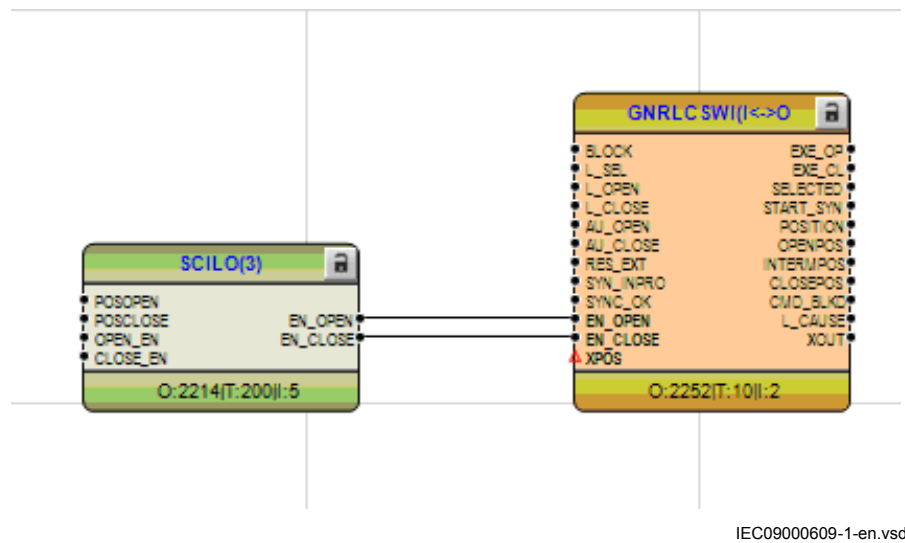 GNRLCSWI(I<->O
BLOCK EXE_OP
L_SEL EXE_CL
L_OPEN SELECTED
L_CLOSE START_SYN
AU_OPEN POSITION
AU_CLOSE OPENPOS
RES_EXT INTERMPOS
SYN_INPRO CLOSEPOS
SYNC_OK CMD_BLKD
EN_OPEN L_CAUSE
EN_CLOSE XOUT
XPOS
O:2252|T:10|I:2
SCILO(3)
POSOPEN
POSCLOSE EN_OPEN
OPEN_EN EN_CLOSE
CLOSE_EN
O:2214|T:200|I:5
IEC09000609-1-en.vsd